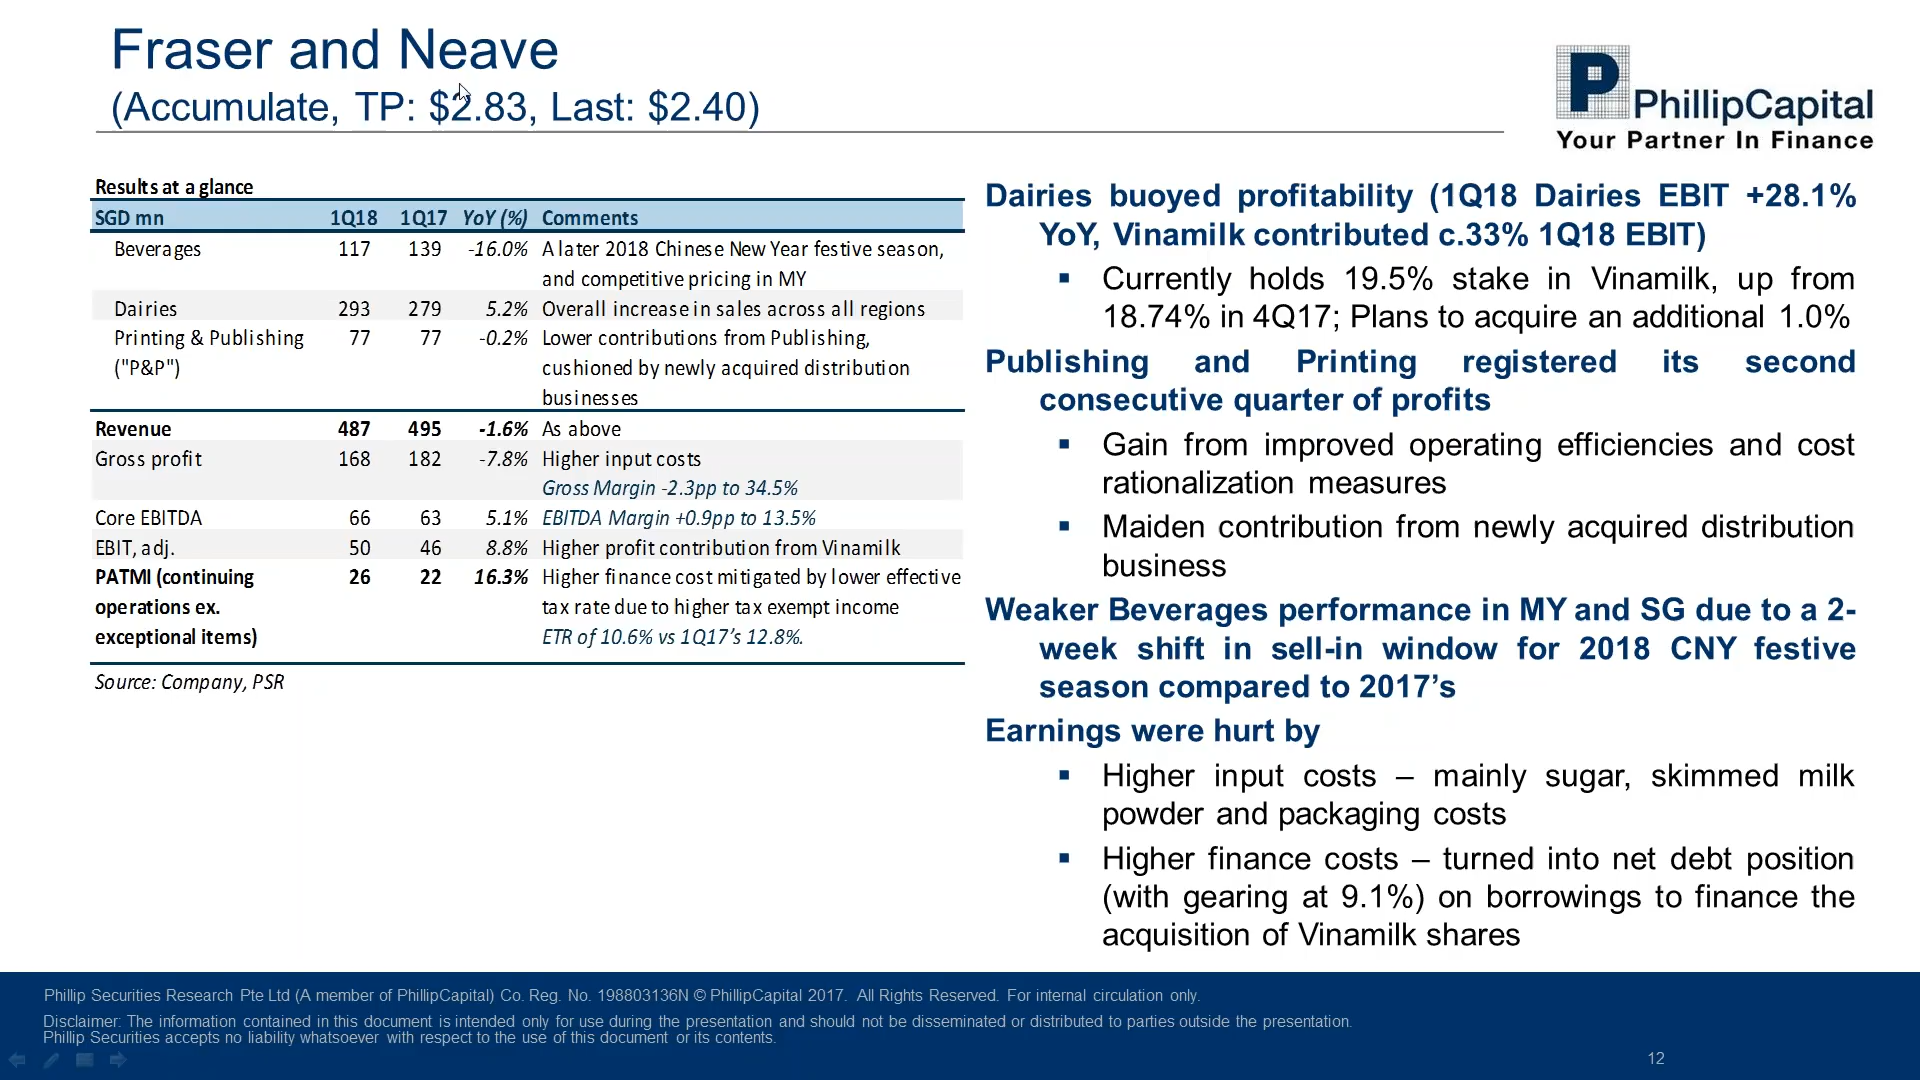 Fraser and Neave
(Accumulate, TP: $2.83, Last: $2.40)
PhillipCapital
Your Partner In Finance
Results at a glance
SGD mn 1Q18 1Q17 YoY (%) Comments
Beverages 117 139 -16.0% A later 2018 Chinese New Year festive season,
and competitive pricing in MY
Dairies 293 279 5.2% Overall increase in sales across all regions
Printing & Publishing 77 77 -0.2% Lower contributions from Publishing,
("P&P") cushioned by newly acquired distribution
businesses
Revenue 487 495 -1.6% As above
Gross profit 168 182 -7.8% Higher input costs
Gross Margin -2.3pp to 34.5%
Core EBITDA 66 63 5.1% EBITDA Margin +0.9pp to 13.5%
EBIT, adj. 50 46 8.8% Higher profit contribution from Vinamilk
PATMI (continuing 26 22 16.3% Higher finance cost mitigated by lower effective
operations ex. tax rate due to higher tax exempt income
exceptional items) ETR of 10.6% vs 1Q17’s 12.8%.
Source: Company, PSR
Dairies buoyed profitability (1Q18 Dairies EBIT +28.1%
YoY, Vinamilk contributed c.33% 1Q18 EBIT)
▪ Currently holds 19.5% stake in Vinamilk, up from
18.74% in 4Q17; Plans to acquire an additional 1.0%
Publishing and Printing registered its second
consecutive quarter of profits
▪ Gain from improved operating efficiencies and cost
rationalization measures
▪ Maiden contribution from newly acquired distribution
business
Weaker Beverages performance in MY and SG due to a 2-
week shift in sell-in window for 2018 CNY festive
season compared to 2017’s
Earnings were hurt by
▪ Higher input costs – mainly sugar, skimmed milk
powder and packaging costs
▪ Higher finance costs – turned into net debt position
(with gearing at 9.1%) on borrowings to finance the
acquisition of Vinamilk shares
Phillip Securities Research Pte Ltd (A member of PhillipCapital) Co. Reg. No. 198803136N © PhillipCapital 2017. All Rights Reserved. For internal circulation only.
Disclaimer: The information contained in this document is intended only for use during the presentation and should not be disseminated or distributed to parties outside the presentation.
Phillip Securities accepts no liability whatsoever with respect to the use of this document or its contents.
12